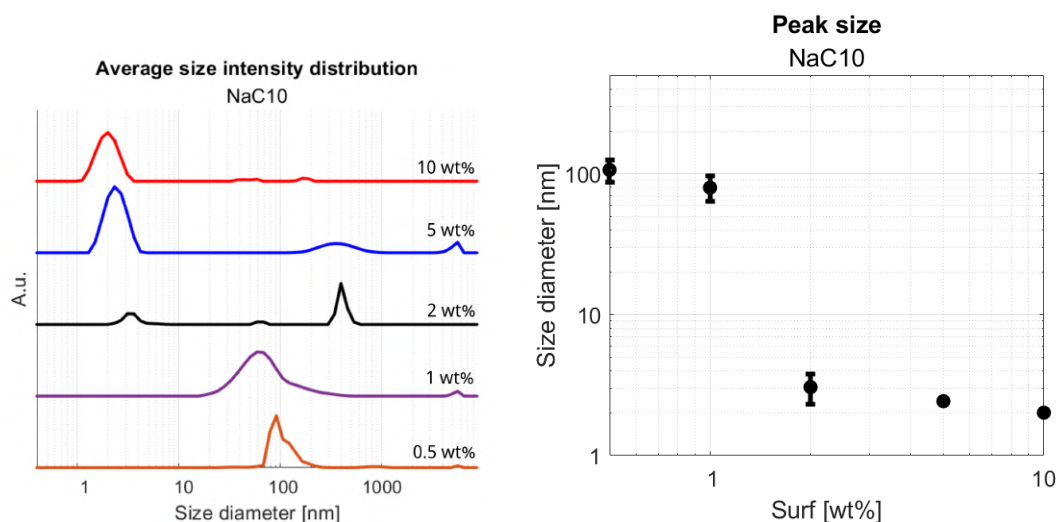 Average size intensity distribution
NaC10
10 wt%
5 wt%
2 wt%
1 wt%
0.5 wt%
A.u.
1 10 100 1000
Size diameter [nm]
Peak size
NaC10
Size diameter [nm]
100
10
1
1 10
Surf [wt%]